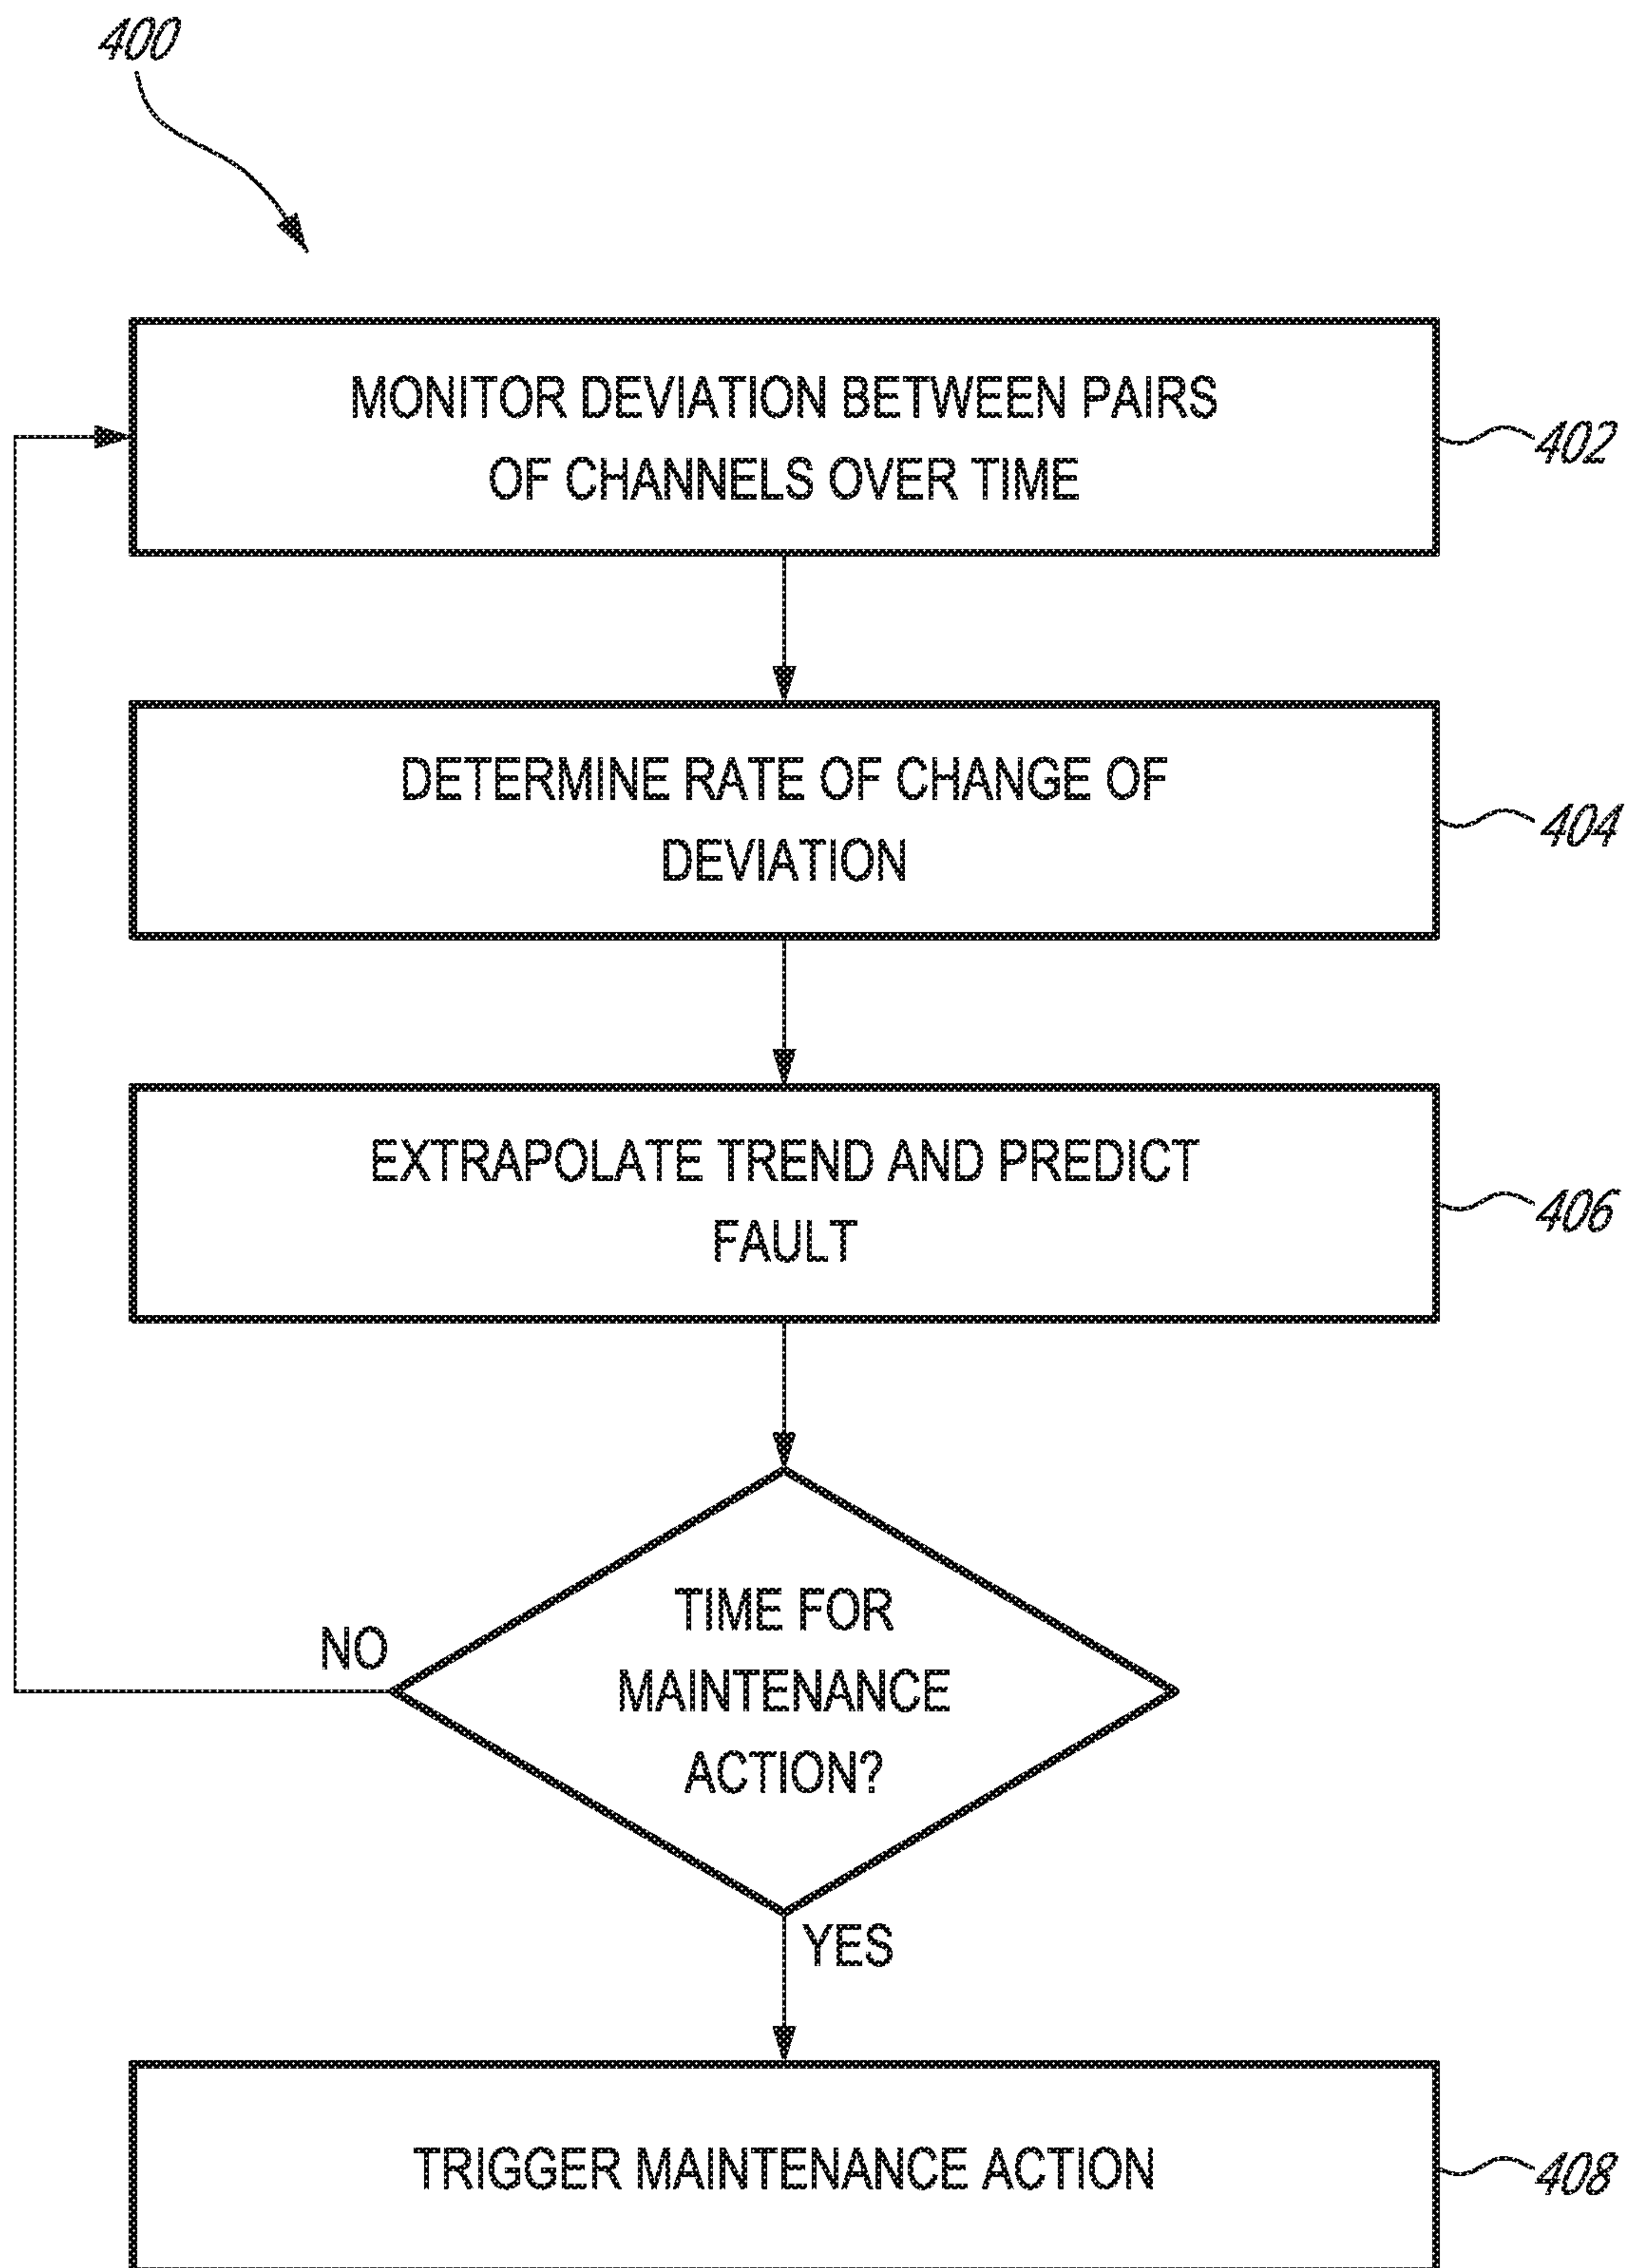 400
MONITOR DEVIATION BETWEEN PAIRS
OF CHANNELS OVER TIME
402
DETERMINE RATE OF CHANGE OF
DEVIATION
404
EXTRAPOLATE TREND AND PREDICT
FAULT
406
TIME FOR
MAINTENANCE
ACTION?
NO
YES
TRIGGER MAINTENANCE ACTION
408